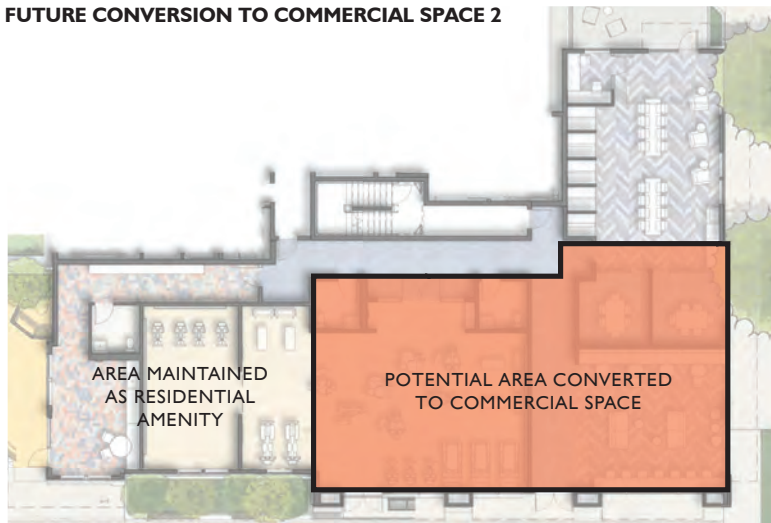 FUTURE CONVERSION TO COMMERCIAL SPACE 2
AREA MAINTAINED
AS RESIDENTIAL
AMENITY
POTENTIAL AREA CONVERTED
TO COMMERCIAL SPACE